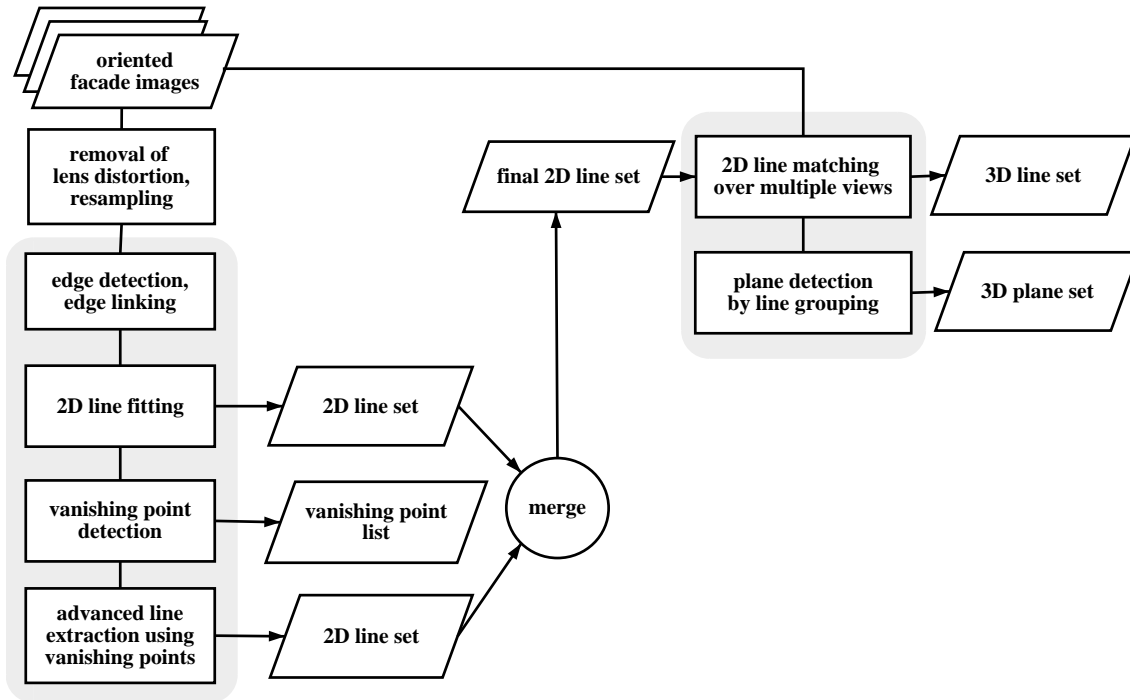 oriented
facade images
removal of
lens distortion,
resampling
edge detection,
edge linking
2D line fitting
2D line set
vanishing point
detection
vanishing point
list
advanced line
extraction using
vanishing points
2D line set
merge
final 2D line set
2D line matching
over multiple views
3D line set
plane detection
by line grouping
3D plane set